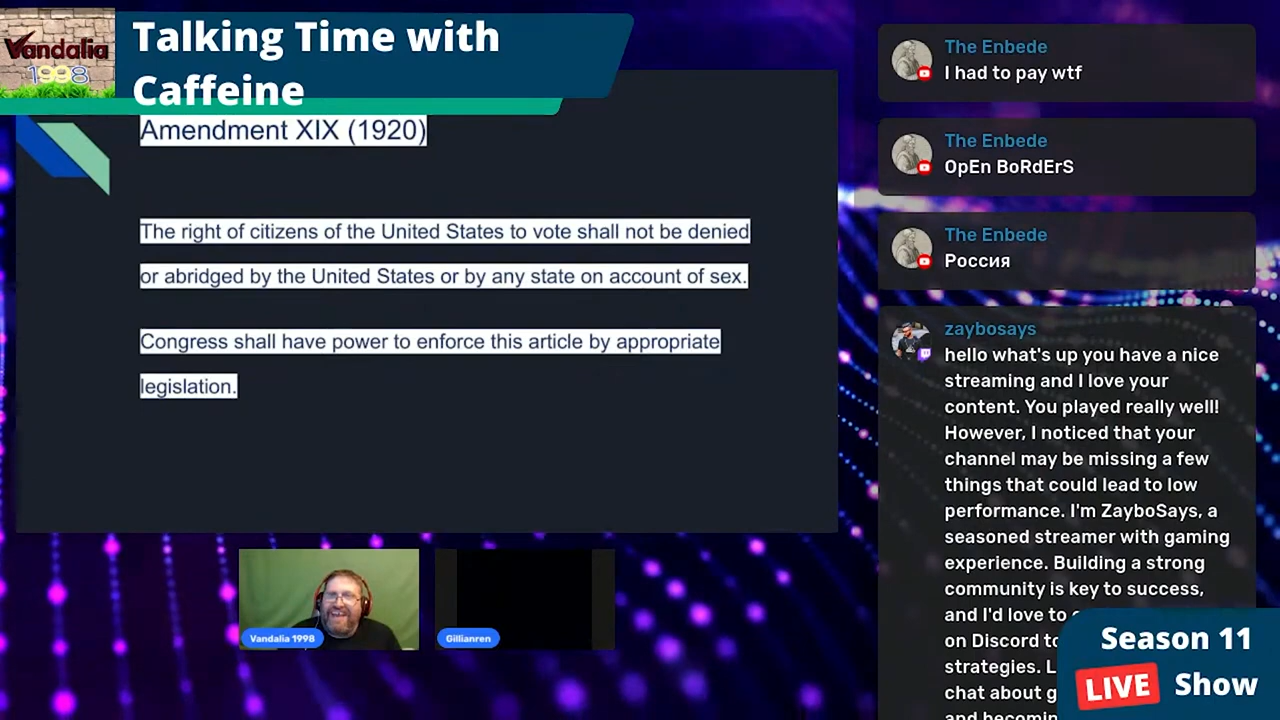 Vandalia
1998
Talking Time with
Caffeine
Amendment XIX (1920)
The right of citizens of the United States to vote shall not be denied
or abridged by the United States or by any state on account of sex.
Congress shall have power to enforce this article by appropriate
legislation.
Vandalia 1998
Gillianren
The Enbede
I had to pay wtf
The Enbede
OpEn BoRdErS
The Enbede
Россия
zaybosays
hello what's up you have a nice
streaming and I love your
content. You played really well!
However, I noticed that your
channel may be missing a few
things that could lead to low
performance. I'm ZayboSays, a
seasoned streamer with gaming
experience. Building a strong
community is key to success,
and I'd love to
on Discord to
strategies. L
chat about g
and becomin
Season 11
LIVE Show